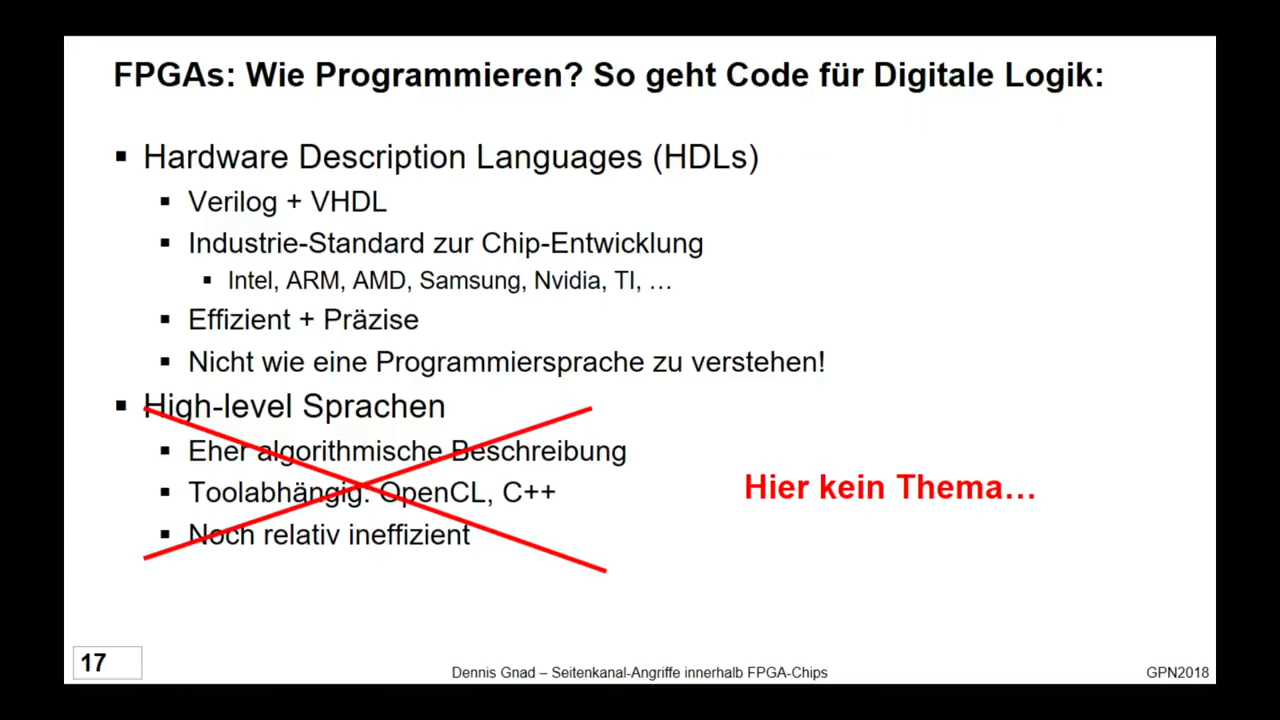 FPGAs: Wie Programmieren? So geht Code für Digitale Logik:
Hardware Description Languages (HDLs)
Verilog + VHDL
Industrie-Standard zur Chip-Entwicklung
Intel, ARM, AMD, Samsung, Nvidia, TI, …
Effizient + Präzise
Nicht wie eine Programmiersprache zu verstehen!
High-level Sprachen
Eher algorithmische Beschreibung
Toolabhängig: OpenCL, C++
Noch relativ ineffizient
Hier kein Thema…
17
Dennis Gnad – Seitenkanal-Angriffe innerhalb FPGA-Chips
GPN2018